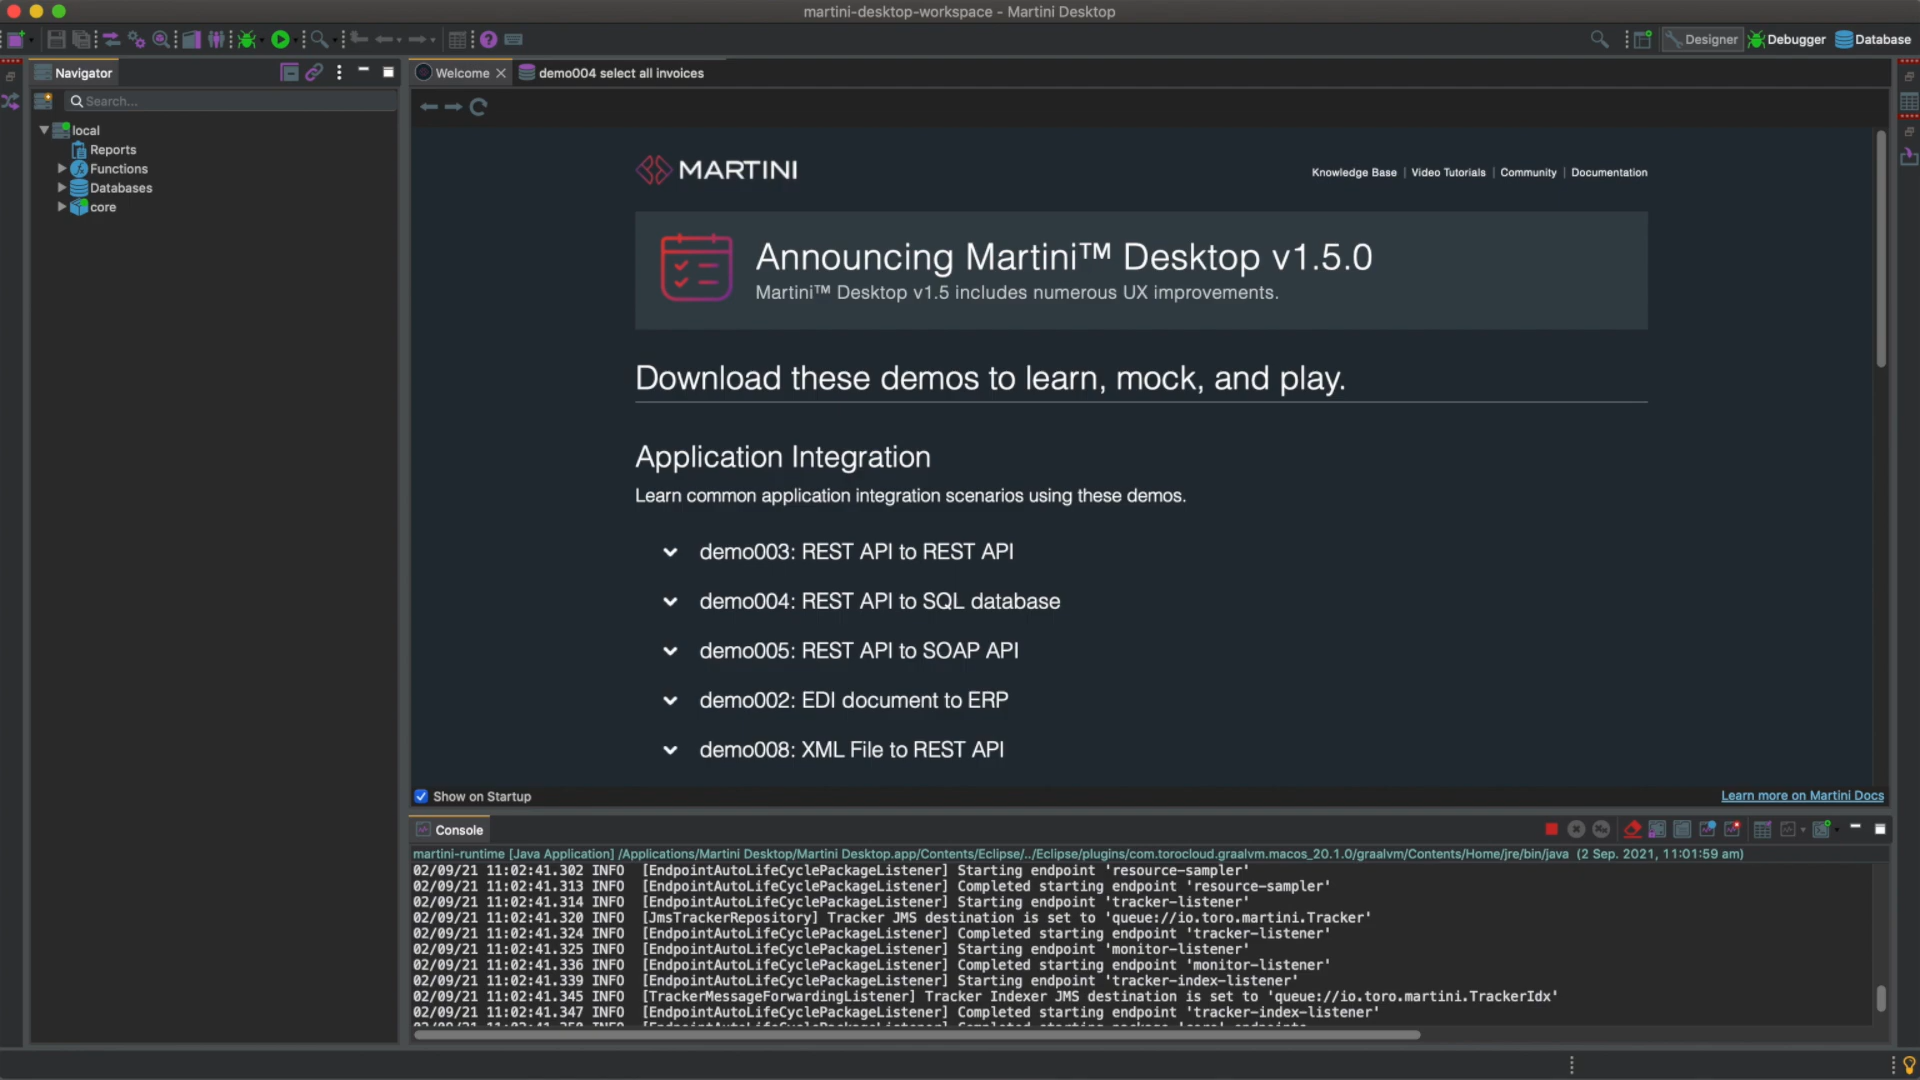 martini-desktop-workspace - Martini Desktop
Designer
Debugger
Database
Navigator
Welcome
demo004 select all invoices
Search...
local
Reports
Functions
Databases
core
MARTINI
Knowledge Base | Video Tutorials | Community | Documentation
Announcing Martini™ Desktop v1.5.0
Martini™ Desktop v1.5 includes numerous UX improvements.
Download these demos to learn, mock, and play.
Application Integration
Learn common application integration scenarios using these demos.
demo003: REST API to REST API
demo004: REST API to SQL database
demo005: REST API to SOAP API
demo002: EDI document to ERP
demo008: XML File to REST API
Show on Startup
Learn more on Martini Docs
Console
martini-runtime [Java Application] /Applications/Martini Desktop/Martini Desktop.app/Contents/Eclipse/../Eclipse/plugins/com.torocloud.graalvm.macos_20.1.0/graalvm/Contents/Home/jre/bin/java (2 Sep. 2021, 11:01:59 am)
02/09/21 11:02:41.302 INFO [EndpointAutoLifeCyclePackageListener] Starting endpoint 'resource-sampler'
02/09/21 11:02:41.313 INFO [EndpointAutoLifeCyclePackageListener] Completed starting endpoint 'resource-sampler'
02/09/21 11:02:41.314 INFO [EndpointAutoLifeCyclePackageListener] Starting endpoint 'tracker-listener'
02/09/21 11:02:41.320 INFO [JmsTrackerRepository] Tracker JMS destination is set to 'queue://io.toro.martini.Tracker'
02/09/21 11:02:41.324 INFO [EndpointAutoLifeCyclePackageListener] Completed starting endpoint 'tracker-listener'
02/09/21 11:02:41.325 INFO [EndpointAutoLifeCyclePackageListener] Starting endpoint 'monitor-listener'
02/09/21 11:02:41.336 INFO [EndpointAutoLifeCyclePackageListener] Completed starting endpoint 'monitor-listener'
02/09/21 11:02:41.339 INFO [EndpointAutoLifeCyclePackageListener] Starting endpoint 'tracker-index-listener'
02/09/21 11:02:41.345 INFO [TrackerMessageForwardingListener] Tracker Indexer JMS destination is set to 'queue://io.toro.martini.TrackerIdx'
02/09/21 11:02:41.347 INFO [EndpointAutoLifeCyclePackageListener] Completed starting endpoint 'tracker-index-listener'